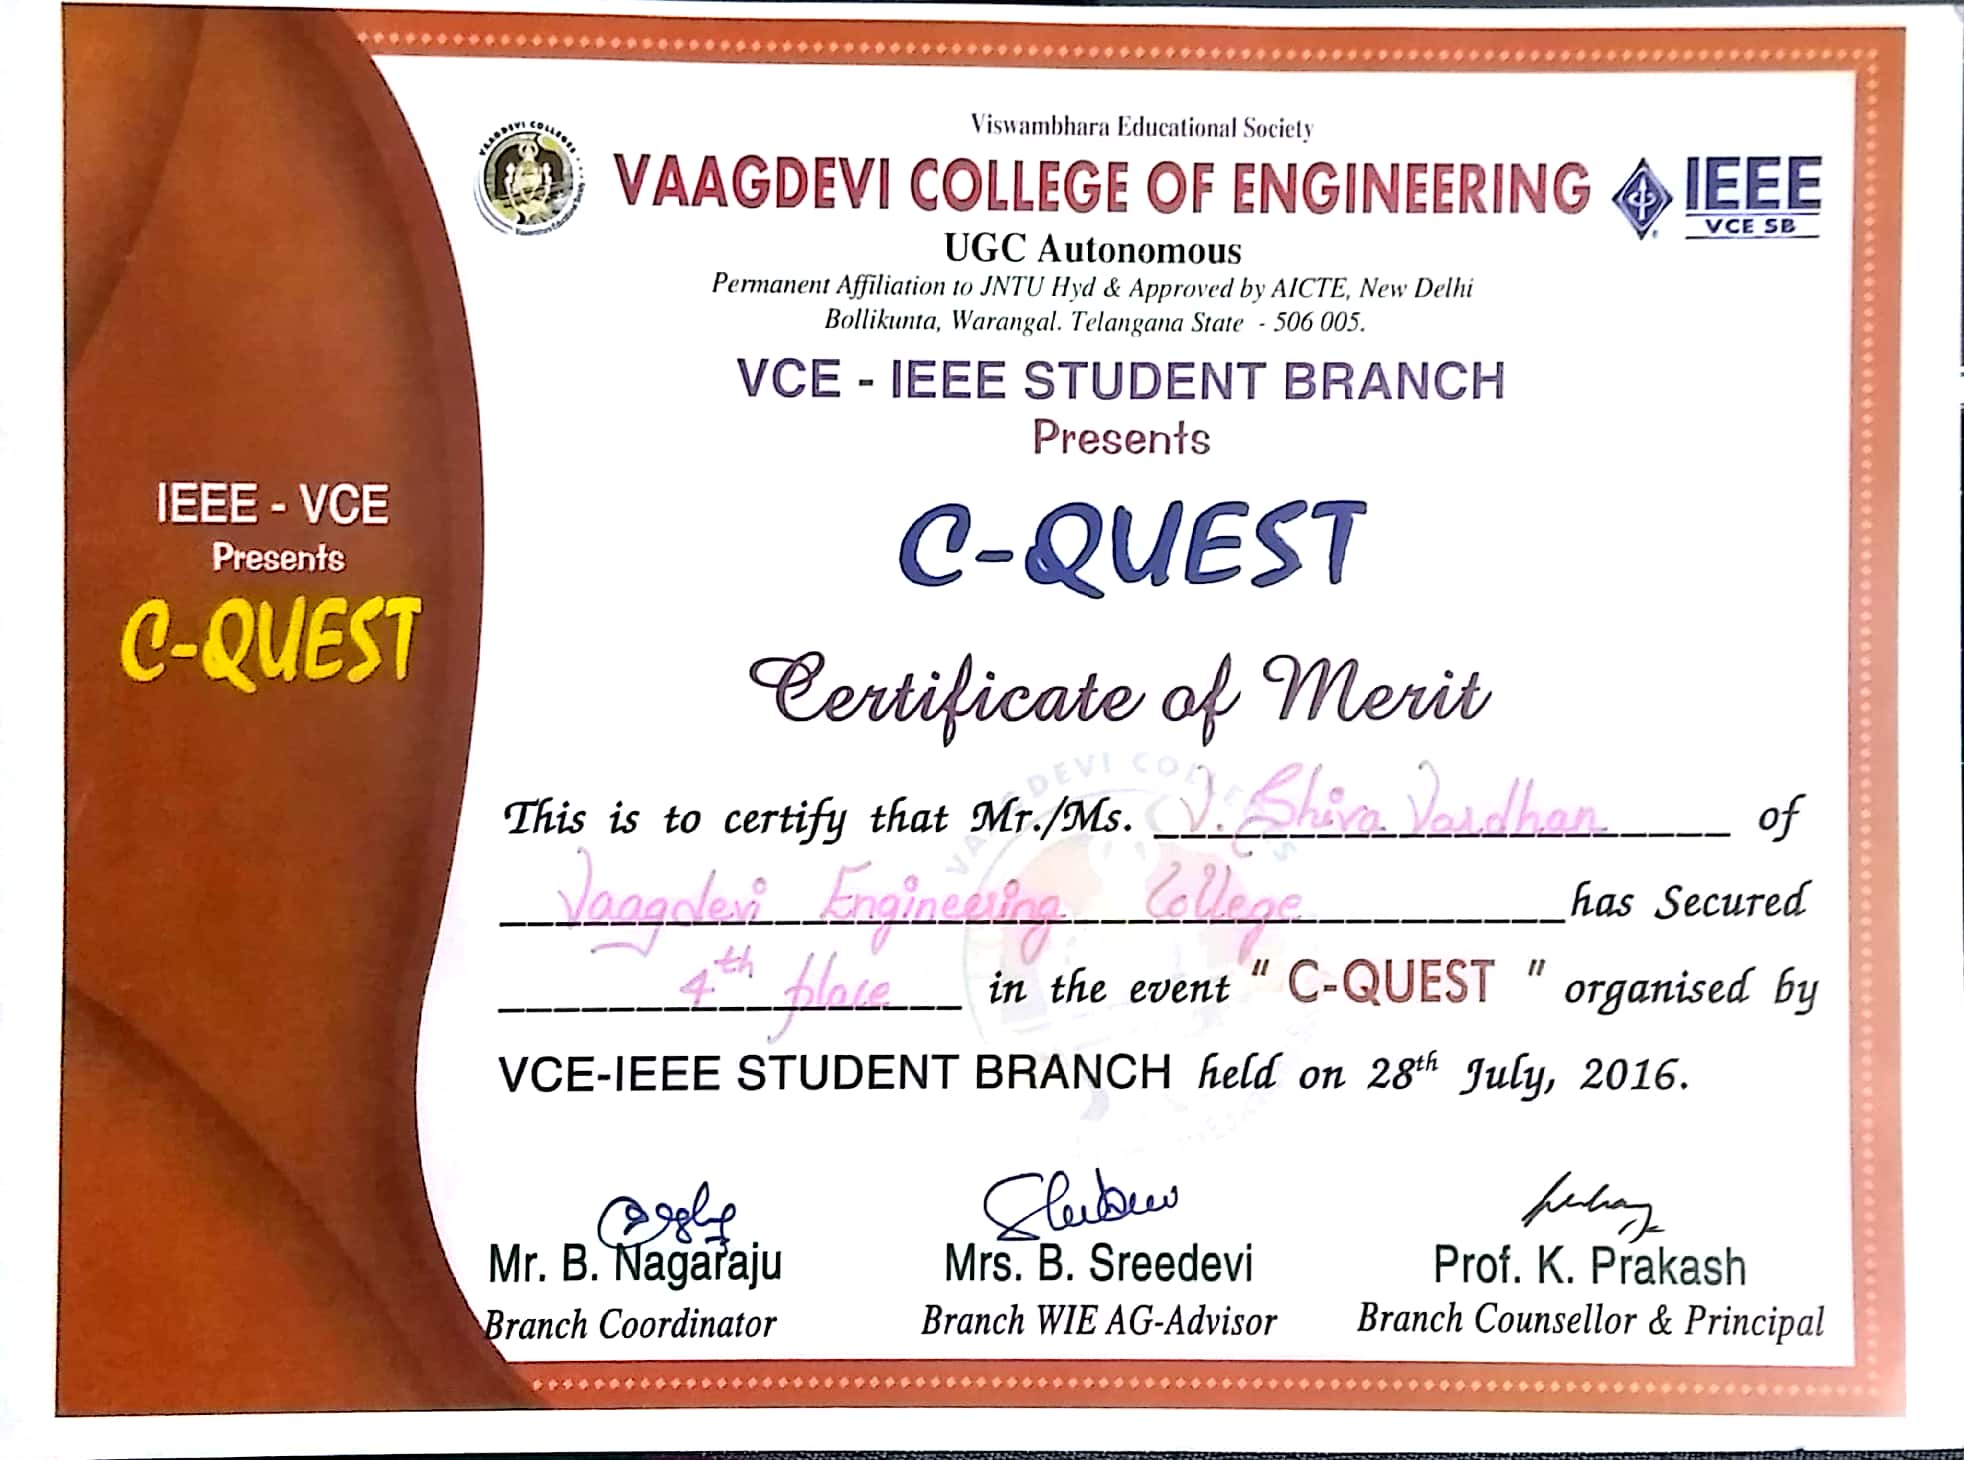 Viswambhara Educational Society
VAAGDEVI COLLEGE OF ENGINEERING
IEEE
VCE SB
UGC Autonomous
Permanent Affiliation to JNTU Hyd & Approved by AICTE, New Delhi
Bollikunta, Warangal. Telangana State - 506 005.
VCE - IEEE STUDENT BRANCH
Presents
C-QUEST
Certificate of Merit
IEEE - VCE
Presents
C-QUEST
This is to certify that Mr./Ms. V. Shiva Vardhan of
Vaagdevi Engineering College has Secured
4th place in the event " C-QUEST " organised by
VCE-IEEE STUDENT BRANCH held on 28th July, 2016.
Mr. B. Nagaraju
Branch Coordinator
Mrs. B. Sreedevi
Branch WIE AG-Advisor
Prof. K. Prakash
Branch Counsellor & Principal